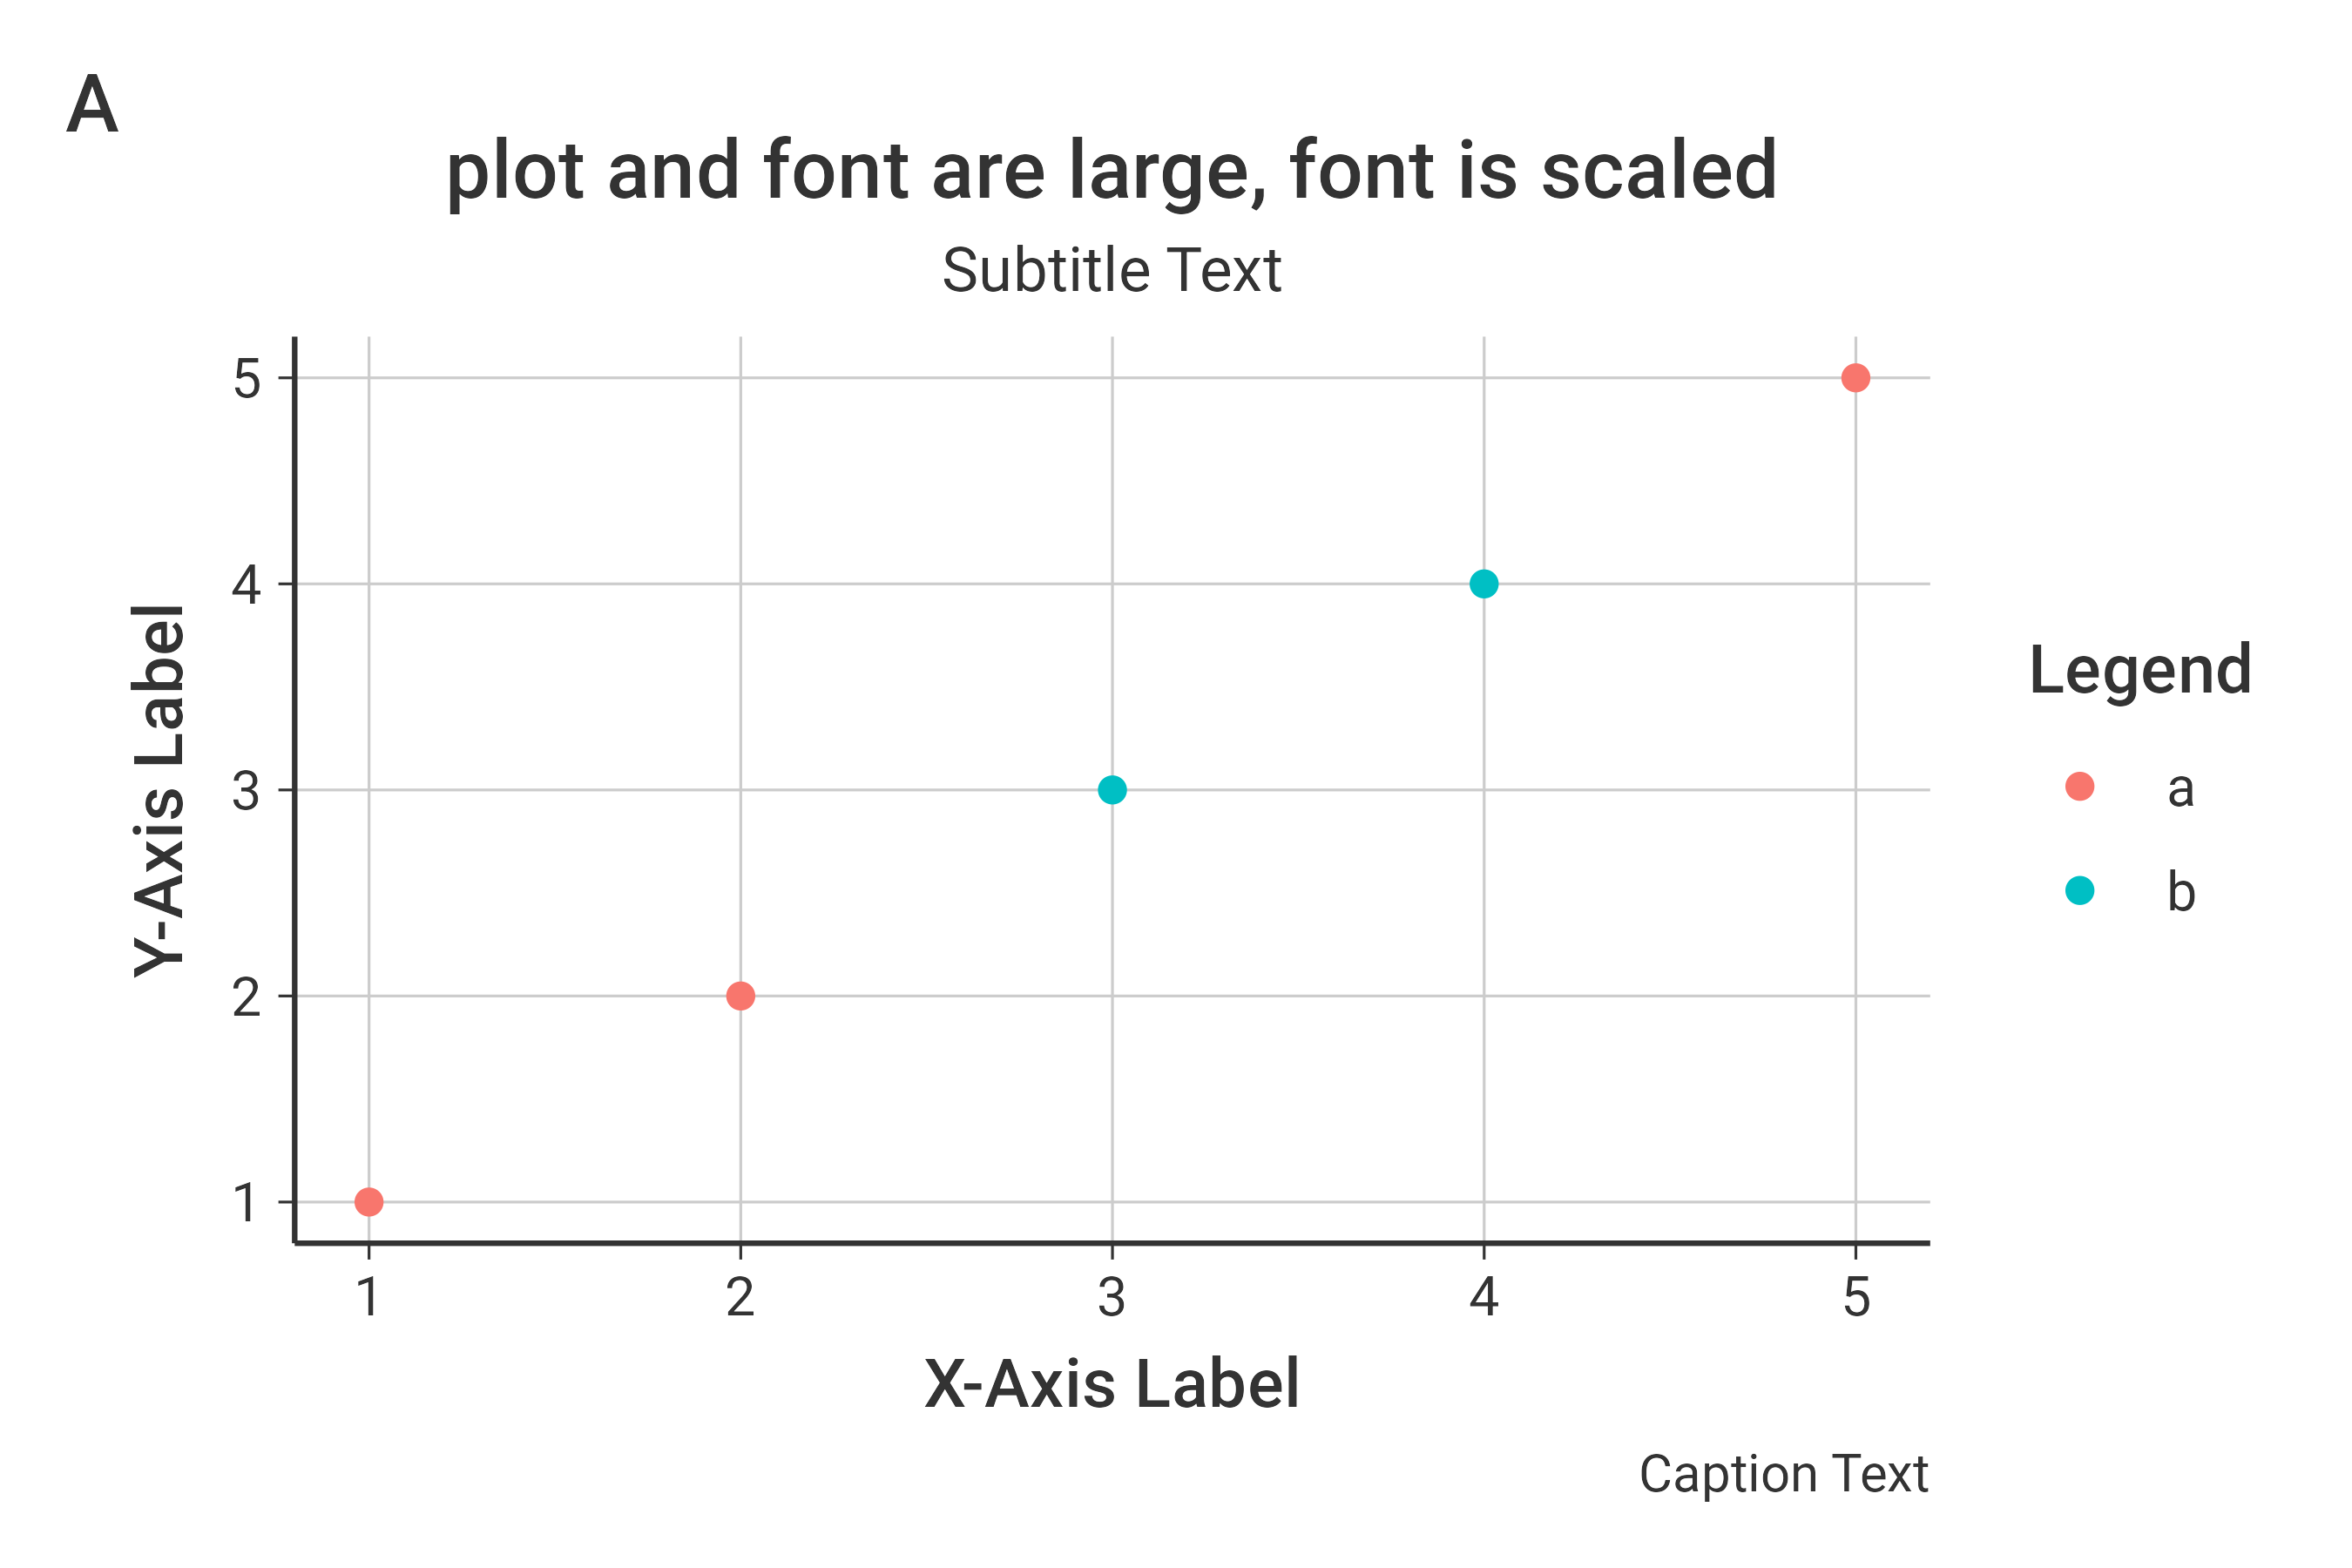 A
plot and font are large, font is scaled
Subtitle Text
Y-Axis Label
5
4
3
2
1
1 2 3 4 5
X-Axis Label
Legend
a
b
Caption Text